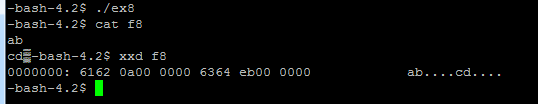 -bash-4.2$ ./ex8
-bash-4.2$ cat f8
ab
cd▒-bash-4.2$ xxd f8
0000000: 6162 0a00 0000 6364 eb00 0000            ab....cd....
-bash-4.2$